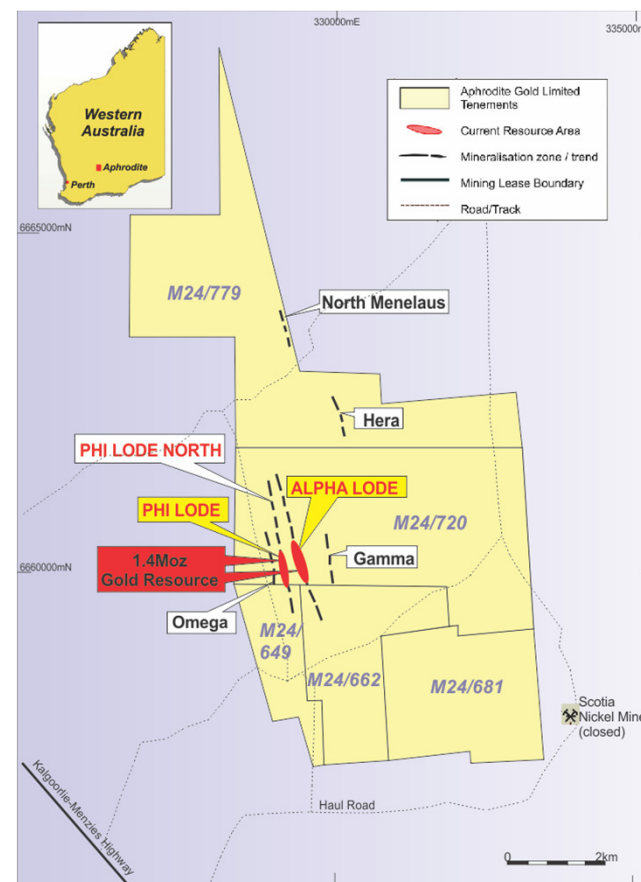 330000mE
335000m
Western
Australia
Aphrodite
Perth
Aphrodite Gold Limited
Tenements
Current Resource Area
Mineralisation zone / trend
Mining Lease Boundary
Road/Track
6665000mN
M24/779
North Menelaus
Hera
PHI LODE NORTH
ALPHA LODE
PHI LODE
M24/720
1.4Moz
Gold Resource
Gamma
6660000mN
Omega
M24/
649
M24/662
M24/681
Scotia
Nickel Mine
(closed)
Kalgoorlie-Menzies Highway
Haul Road
0
2km